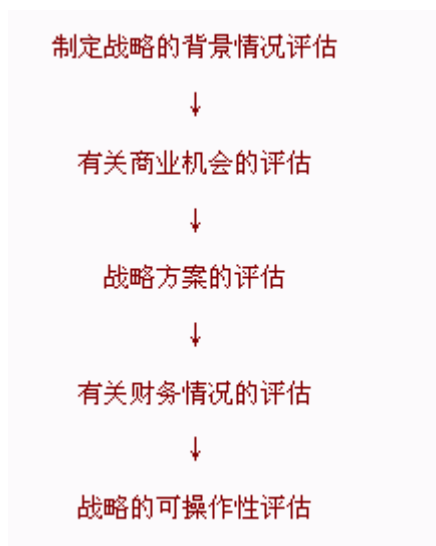 制定战略的背景情况评估
↓
有关商业机会的评估
↓
战略方案的评估
↓
有关财务情况的评估
↓
战略的可操作性评估